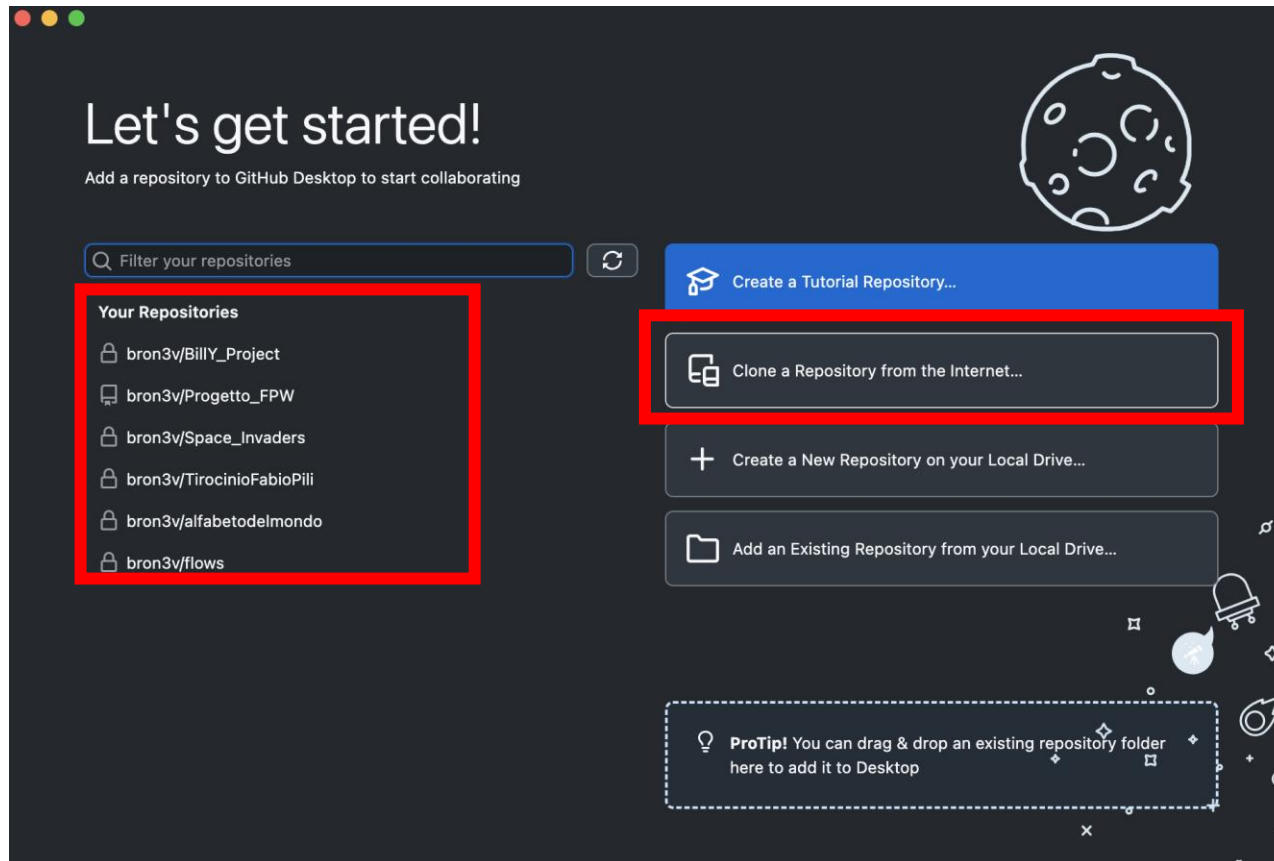 Let's get started!
Add a repository to GitHub Desktop to start collaborating
Filter your repositories
Your Repositories
bron3v/BillY_Project
bron3v/Progetto_FPW
bron3v/Space_Invaders
bron3v/TirocinioFabioPili
bron3v/alfabetodelmondo
bron3v/flows
Create a Tutorial Repository...
Clone a Repository from the Internet...
Create a New Repository on your Local Drive...
Add an Existing Repository from your Local Drive...
ProTip! You can drag & drop an existing repository folder
here to add it to Desktop